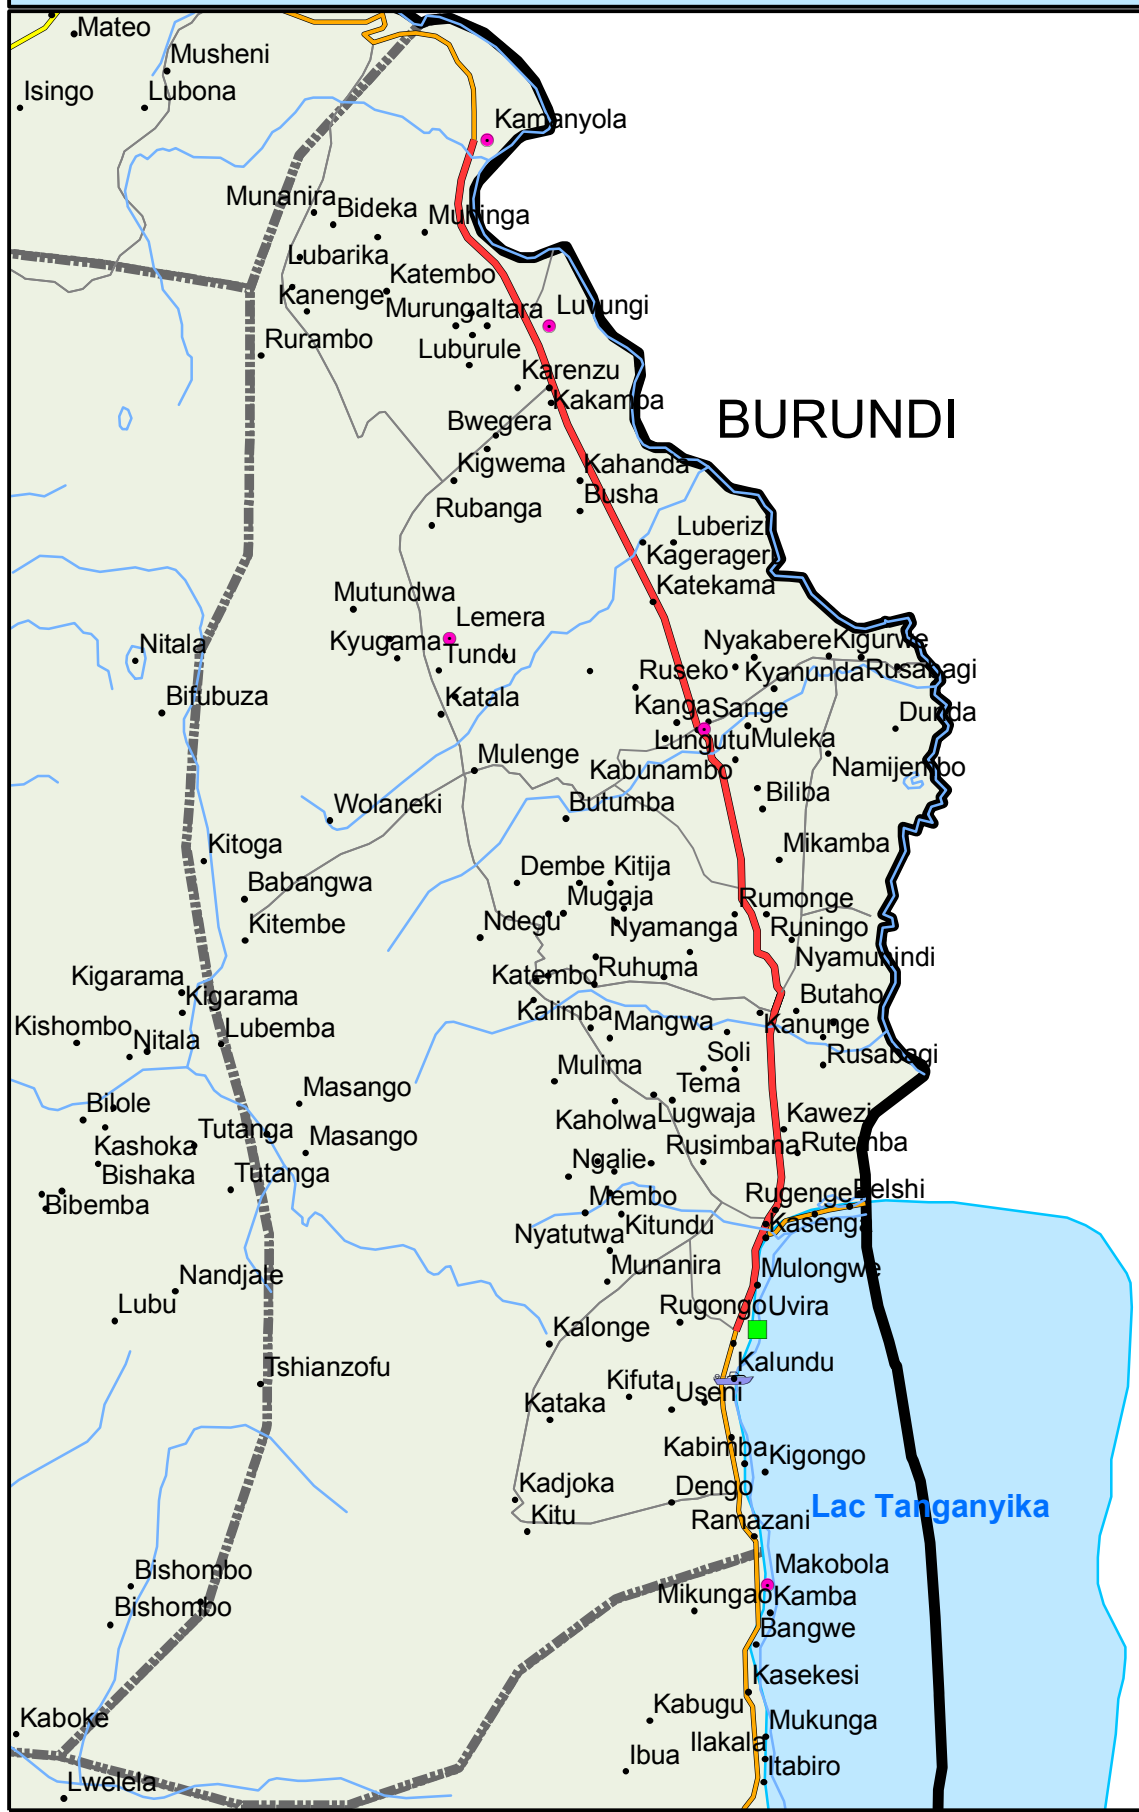 Mateo
Musheni
Isingo
Lubona
Kamanyola
Munanira
Bideka
Muhinga
Lubarika
Katembo
Kanenge
Murunga
Itara
Luvungi
Rurambo
Luburule
Karenzu
Kakamba
BURUNDI
Bwegera
Kigwema
Kahanda
Busha
Rubanga
Luberizi
Kagerageri
Katekama
Mutundwa
Lemera
Nitala
Kyugama
Tundu
Nyakabere
Kigurwe
Ruseko
Kyanunda
Rusabagi
Bifubuza
Katala
Kanga
Sange
Dunda
Lungutu
Muleka
Mulenge
Kabunambo
Namijembo
Wolaneki
Butumba
Biliba
Kitoga
Mikamba
Babangwa
Dembe
Kitija
Mugaja
Rumonge
Kitembe
Ndegu
Nyamanga
Runingo
Nyamunindi
Kigarama
Katembo
Ruhuma
Kigarama
Butaho
Kishombo
Nitala
Lubemba
Kalimba
Mangwa
Kanunge
Soli
Rusabagi
Mulima
Tema
Masango
Bilole
Kaholwa
Lugwaja
Kawezi
Kashoka
Tutanga
Masango
Rusimbana
Rutemba
Bishaka
Tutanga
Ngalie
Bibemba
Membo
Rugenge
Belshi
Nyatutwa
Kitundu
Kasenga
Nandjale
Munanira
Mulongwe
Lubu
Rugongo
Uvira
Kalonge
Tshianzofu
Kalundu
Kifuta
Useni
Kataka
Kabimba
Kigongo
Kadjoka
Dengo
Lac Tanganyika
Kitu
Ramazani
Bishombo
Makobola
Bishombo
Mikungao
Kamba
Bangwe
Kasekesi
Kaboke
Kabugu
Mukunga
Ilakala
Ibua
Itabiro
Lwelela